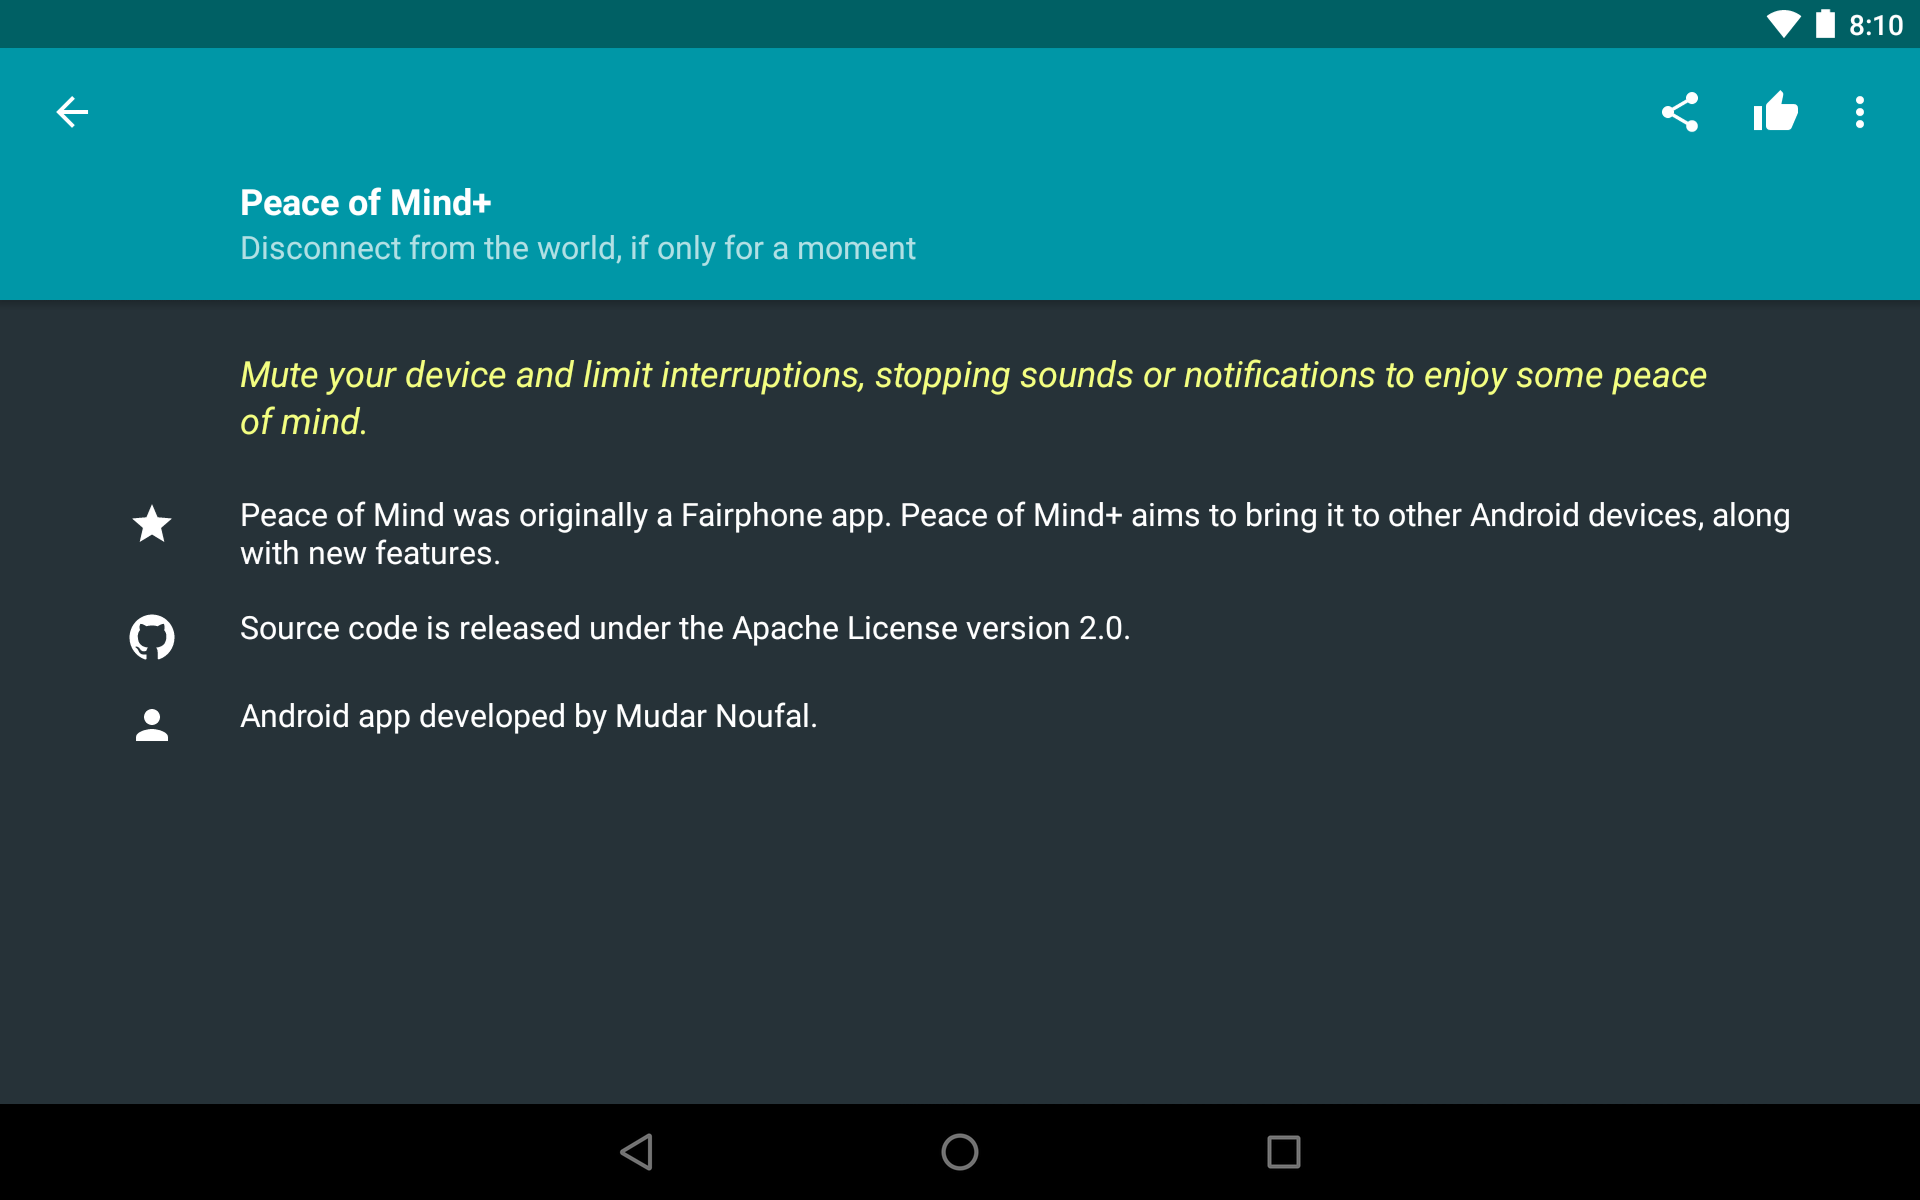 8:10
Peace of Mind+
Disconnect from the world, if only for a moment
Mute your device and limit interruptions, stopping sounds or notifications to enjoy some peace
of mind.
Peace of Mind was originally a Fairphone app. Peace of Mind+ aims to bring it to other Android devices, along
with new features.
Source code is released under the Apache License version 2.0.
Android app developed by Mudar Noufal.